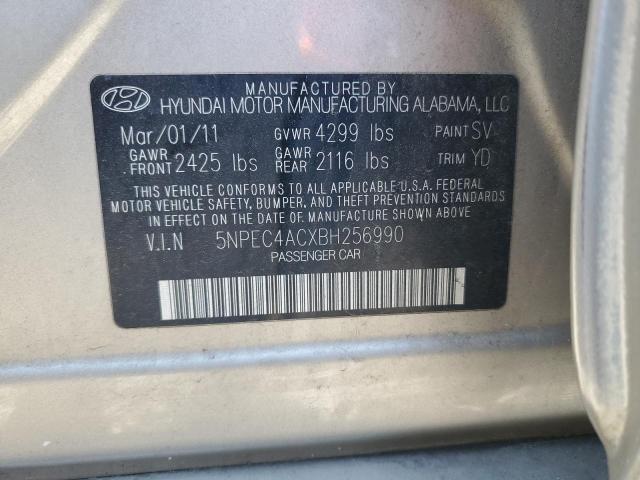 MANUFACTURED BY
HYUNDAI MOTOR MANUFACTURING ALABAMA, LLC
Mar/01/11 GVWR 4299 lbs PAINT SV
GAWR FRONT 2425 lbs GAWR REAR 2116 lbs TRIM YD
THIS VEHICLE CONFORMS TO ALL APPLICABLE U.S.A. FEDERAL
MOTOR VEHICLE SAFETY, BUMPER, AND THEFT PREVENTION STANDARDS
IN EFFECT ON THE DATE OF MANUFACTURE SHOWN ABOVE
V.I.N 5NPEC4ACXBH256990
PASSENGER CAR